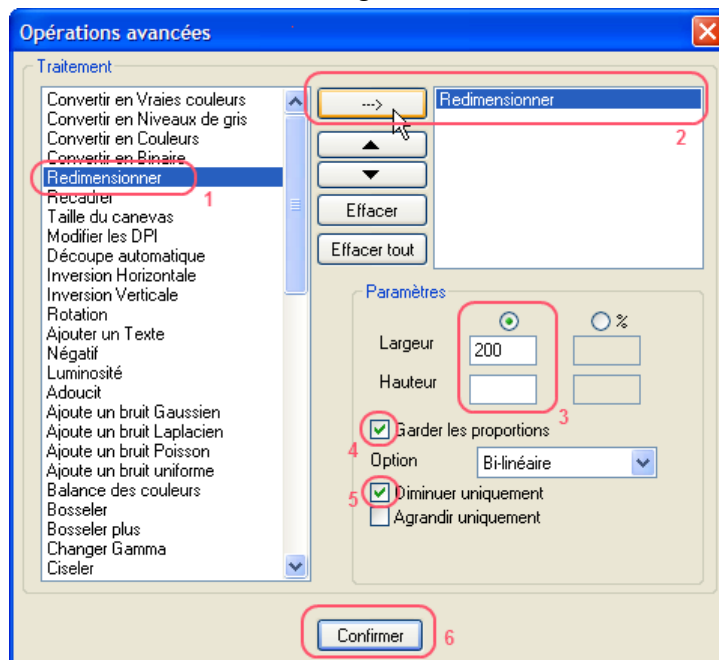 Opérations avancées
Traitement
Convertir en Vraies couleurs
Convertir en Niveaux de gris
Convertir en Couleurs
Convertir en Binaire
Redimensionner
1
Recadrer
Taille du canevas
Modifier les DPI
Découpe automatique
Inversion Horizontale
Inversion Verticale
Rotation
Ajouter un Texte
Négatif
Luminosité
Adoucit
Ajoute un bruit Gaussien
Ajoute un bruit Laplacien
Ajoute un bruit Poisson
Ajoute un bruit uniforme
Balance des couleurs
Bosseler
Bosseler plus
Changer Gamma
Ciseler
--->
Redimensionner
2
Effacer
Effacer tout
Paramètres
%
Largeur 200
Hauteur
3
4 Garder les proportions
Option Bi-linéaire
5 Diminuer uniquement
Agrandir uniquement
Confirmer 6